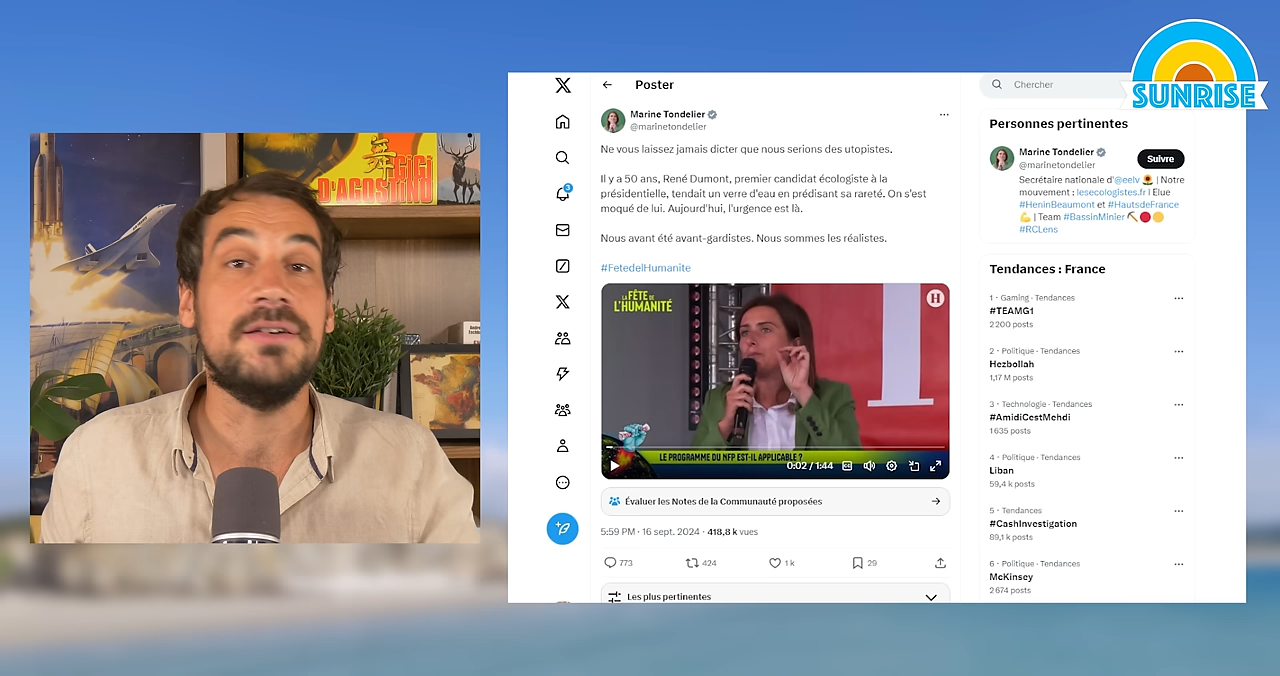 GIGI
D'AGOSTINO
SUNRISE
Poster
Marine Tondelier
@marinetondelier
Ne vous laissez jamais dicter que nous serions des utopistes.
Il y a 50 ans, René Dumont, premier candidat écologiste à la
présidentielle, tendait un verre d'eau en prédisant sa rareté. On s'est
moqué de lui. Aujourd'hui, l'urgence est là.
Nous avant été avant-gardistes. Nous sommes les réalistes.
#FetedelHumanite
LA FÊTE DE
L'HUMANITÉ
H
LE PROGRAMME DU NFP EST-IL APPLICABLE ?
0:02 / 1:44
Évaluer les Notes de la Communauté proposées
5:59 PM · 16 sept. 2024 · 418,8 k vues
773
424
1 k
29
Les plus pertinentes
3
Chercher
Personnes pertinentes
Marine Tondelier
@marinetondelier
Suivre
Secrétaire nationale d'@eelv 🌻 | Notre
mouvement : lesecologistes.fr | Elue
#HeninBeaumont et #HautsdeFrance
💪 | Team #BassinMinier ⛏️🔴🟡
#RCLens
Tendances : France
1 · Gaming · Tendances
#TEAMG1
2 200 posts
2 · Politique · Tendances
Hezbollah
1,17 M posts
3 · Technologie · Tendances
#AmidiCestMehdi
1 635 posts
4 · Politique · Tendances
Liban
59,4 k posts
5 · Tendances
#CashInvestigation
89,1 k posts
6 · Politique · Tendances
McKinsey
2 674 posts